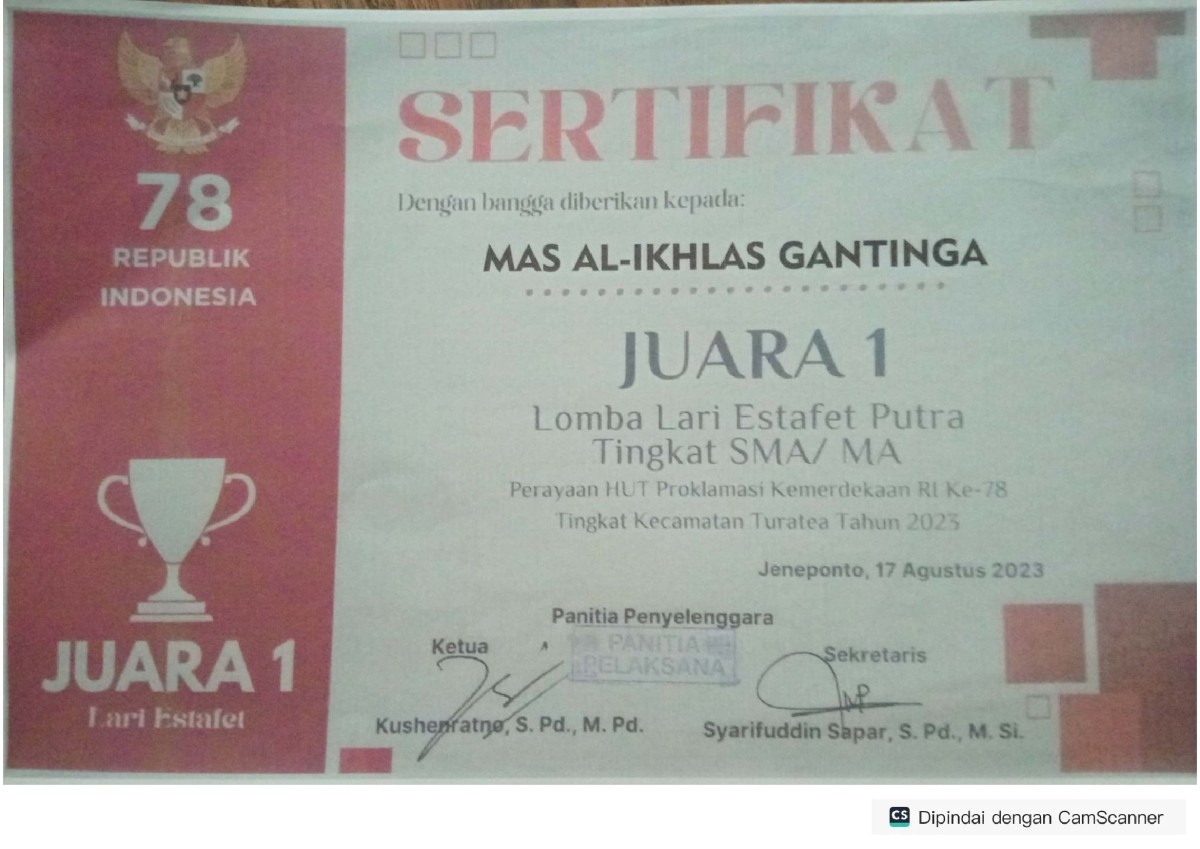 78
REPUBLIK
INDONESIA
JUARA 1
Lari Estafet
SERTIFIKAT
Dengan bangga diberikan kepada:
MAS AL-IKHLAS GANTINGA
JUARA 1
Lomba Lari Estafet Putra
Tingkat SMA/ MA
Perayaan HUT Proklamasi Kemerdekaan RI Ke-78
Tingkat Kecamatan Turatea Tahun 2023
Jeneponto, 17 Agustus 2023
Panitia Penyelenggara
PANITIA
PELAKSANA
Ketua
Sekretaris
Kushenratno, S. Pd., M. Pd.
Syarifuddin Sapar, S. Pd., M. Si.
CS Dipindai dengan CamScanner